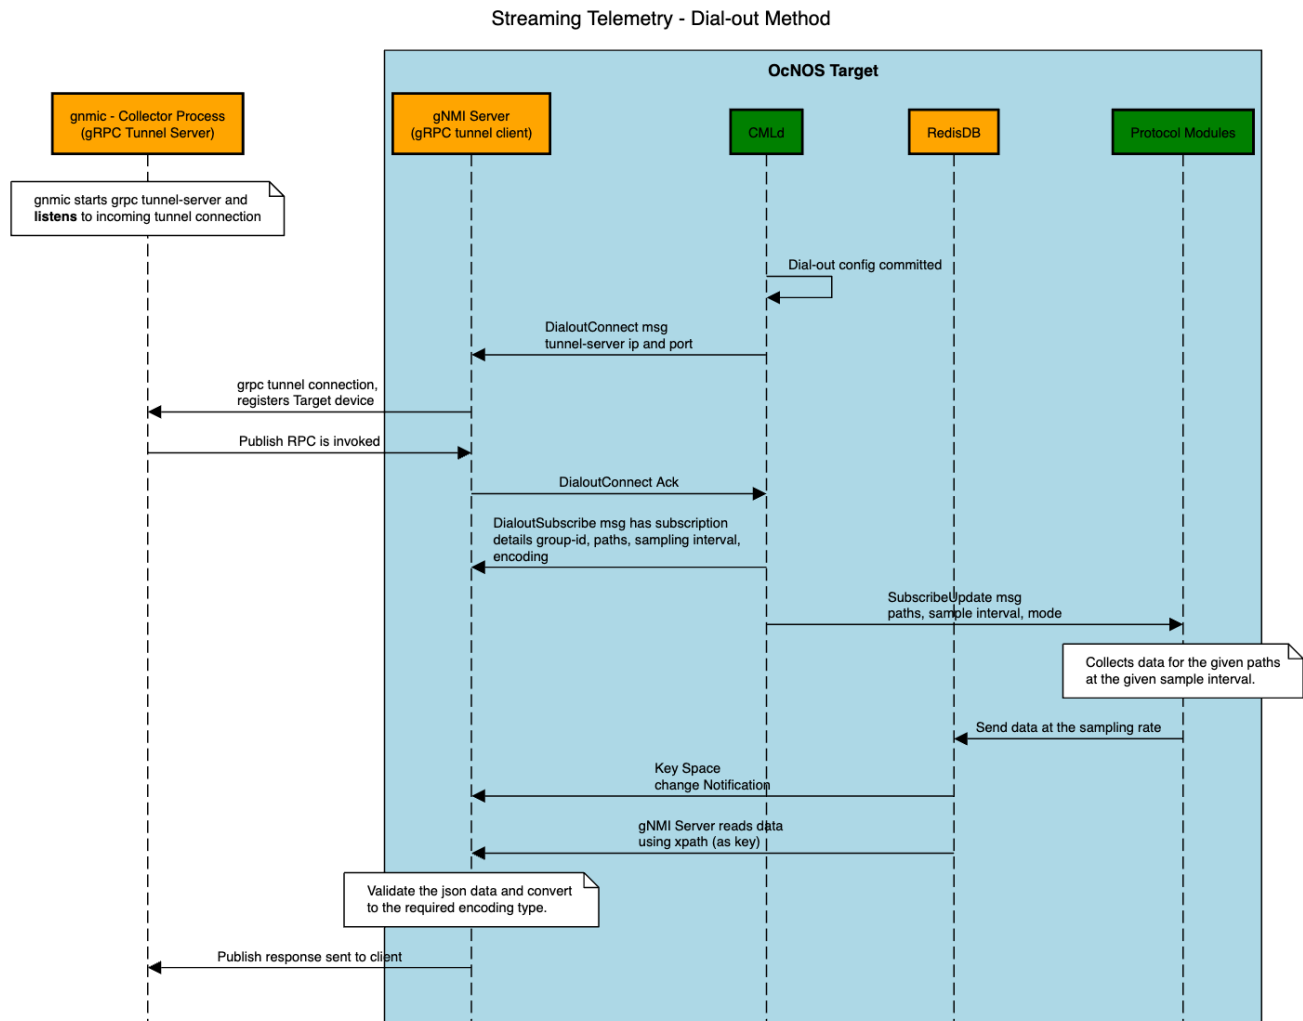 Streaming Telemetry - Dial-out Method
OcNOS Target
gnmic - Collector Process
(gRPC Tunnel Server)
gNMI Server
(gRPC tunnel client)
CMLd
RedisDB
Protocol Modules
gnmic starts grpc tunnel-server and
listens to incoming tunnel connection
Dial-out config committed
DialoutConnect msg
tunnel-server ip and port
grpc tunnel connection,
registers Target device
Publish RPC is invoked
DialoutConnect Ack
DialoutSubscribe msg has subscription
details group-id, paths, sampling interval,
encoding
SubscribeUpdate msg
paths, sample interval, mode
Collects data for the given paths
at the given sample interval.
Send data at the sampling rate
Key Space
change Notification
gNMI Server reads data
using xpath (as key)
Validate the json data and convert
to the required encoding type.
Publish response sent to client